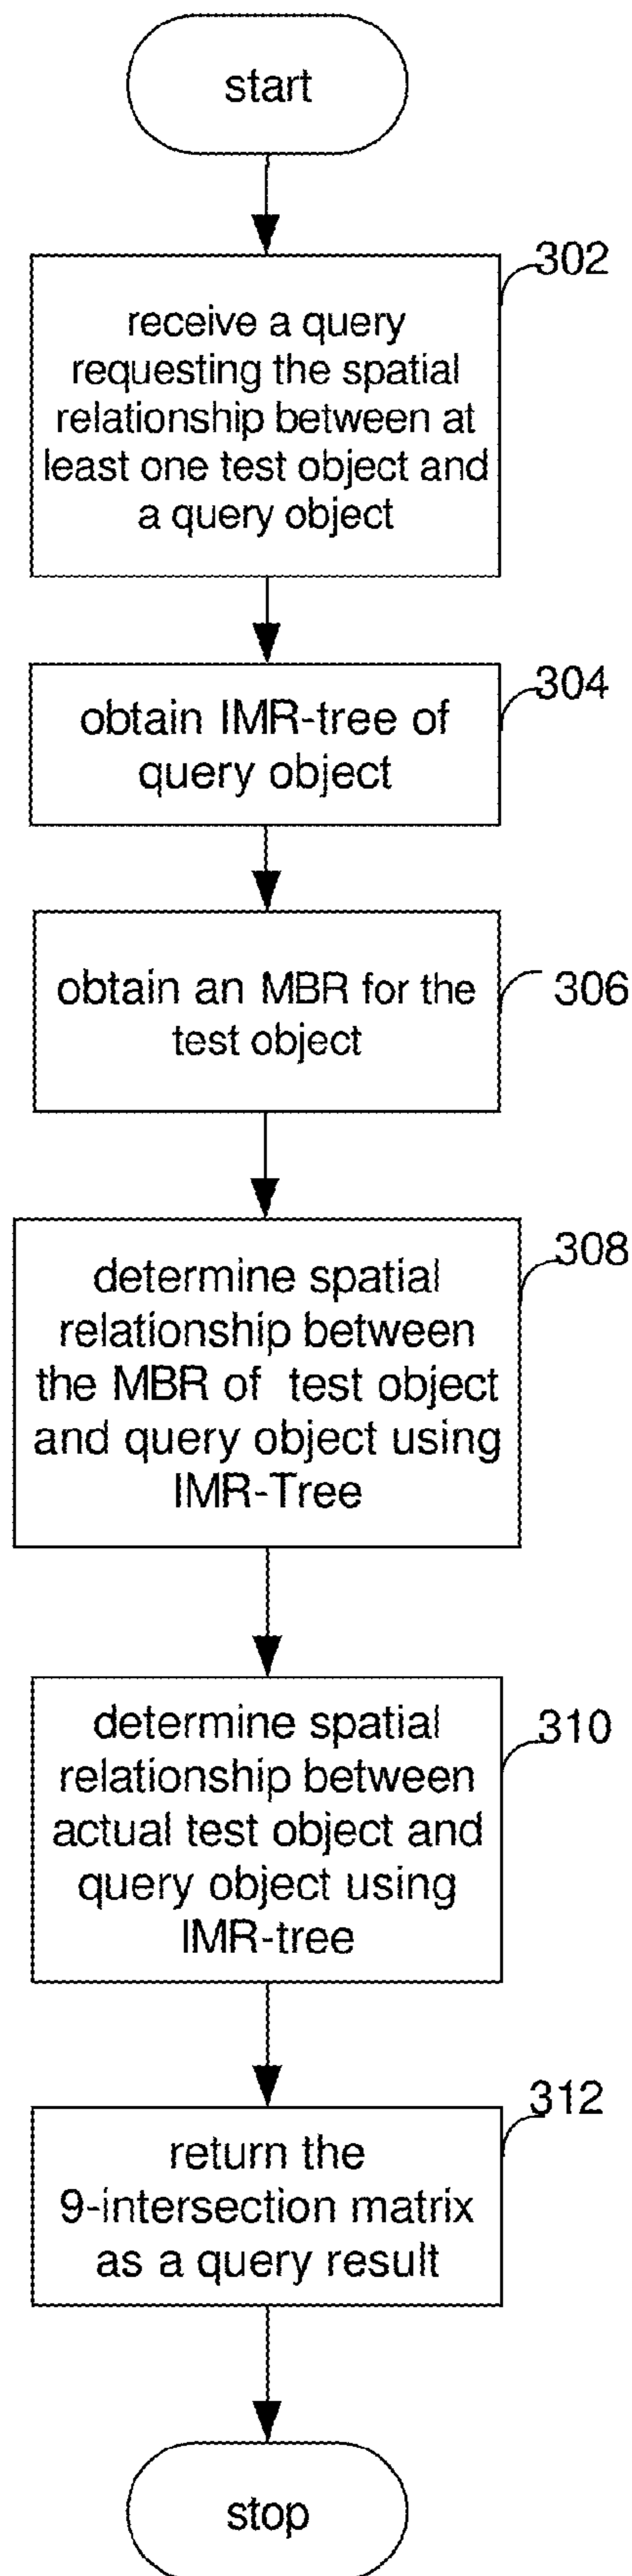 start
302
receive a query
requesting the spatial
relationship between at
least one test object and
a query object
304
obtain IMR-tree of
query object
306
obtain an MBR for the
test object
308
determine spatial
relationship between
the MBR of test object
and query object using
IMR-Tree
310
determine spatial
relationship between
actual test object and
query object using
IMR-tree
312
return the
9-intersection matrix
as a query result
stop